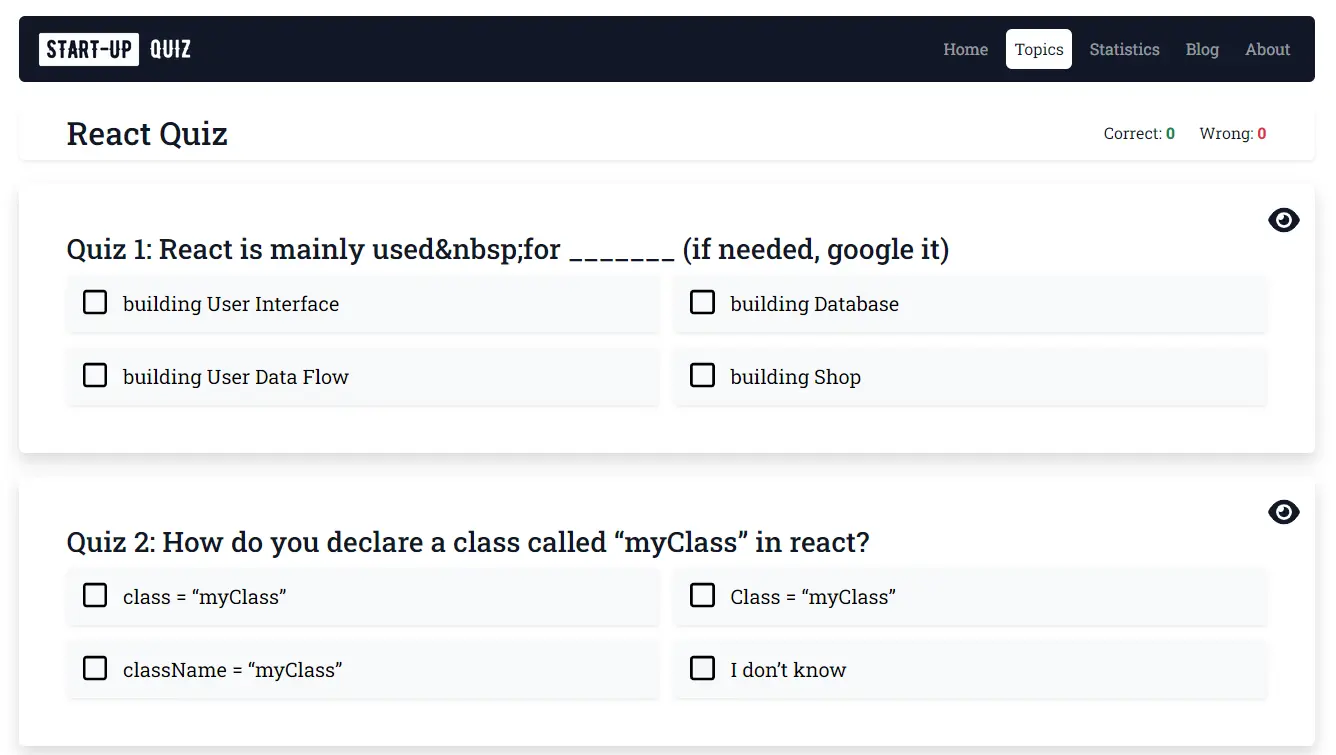 START-UP QUIZ Home Topics Statistics Blog About
React Quiz Correct: 0 Wrong: 0
Quiz 1: React is mainly used&nbsp;for _______ (if needed, google it)
building User Interface building Database
building User Data Flow building Shop
Quiz 2: How do you declare a class called “myClass” in react?
class = “myClass” Class = “myClass”
className = “myClass” I don’t know